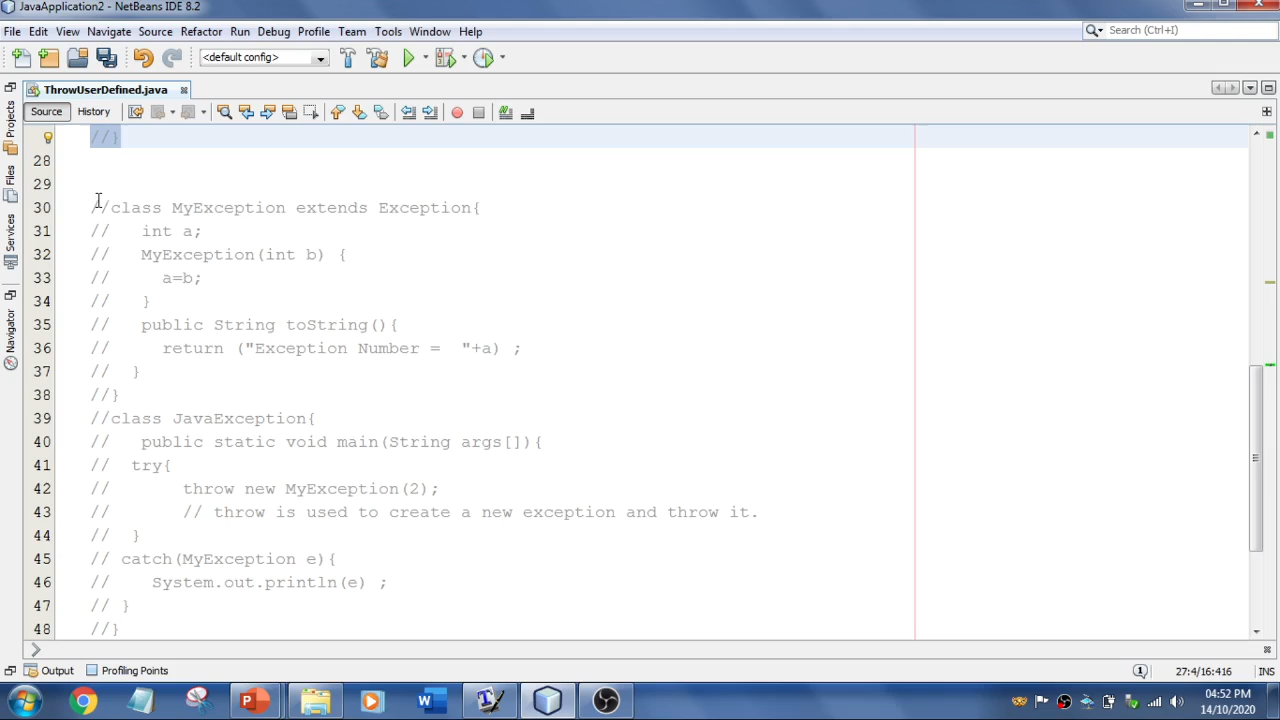 JavaApplication2 - NetBeans IDE 8.2
File Edit View Navigate Source Refactor Run Debug Profile Team Tools Window Help
Search (Ctrl+I)
<default config>
ThrowUserDefined.java
Source History
Projects
Files
Services
Navigator
//}
28
29
30 //class MyException extends Exception{
31 //   int a;
32 //   MyException(int b) {
33 //     a=b;
34 //   }
35 //   public String toString(){
36 //     return ("Exception Number =  "+a) ;
37 //  }
38 //}
39 //class JavaException{
40 //   public static void main(String args[]){
41 //  try{
42 //       throw new MyException(2);
43 //       // throw is used to create a new exception and throw it.
44 //  }
45 // catch(MyException e){
46 //    System.out.println(e) ;
47 // }
48 //}
Output Profiling Points
1 27:4/16:416 INS
04:52 PM
14/10/2020